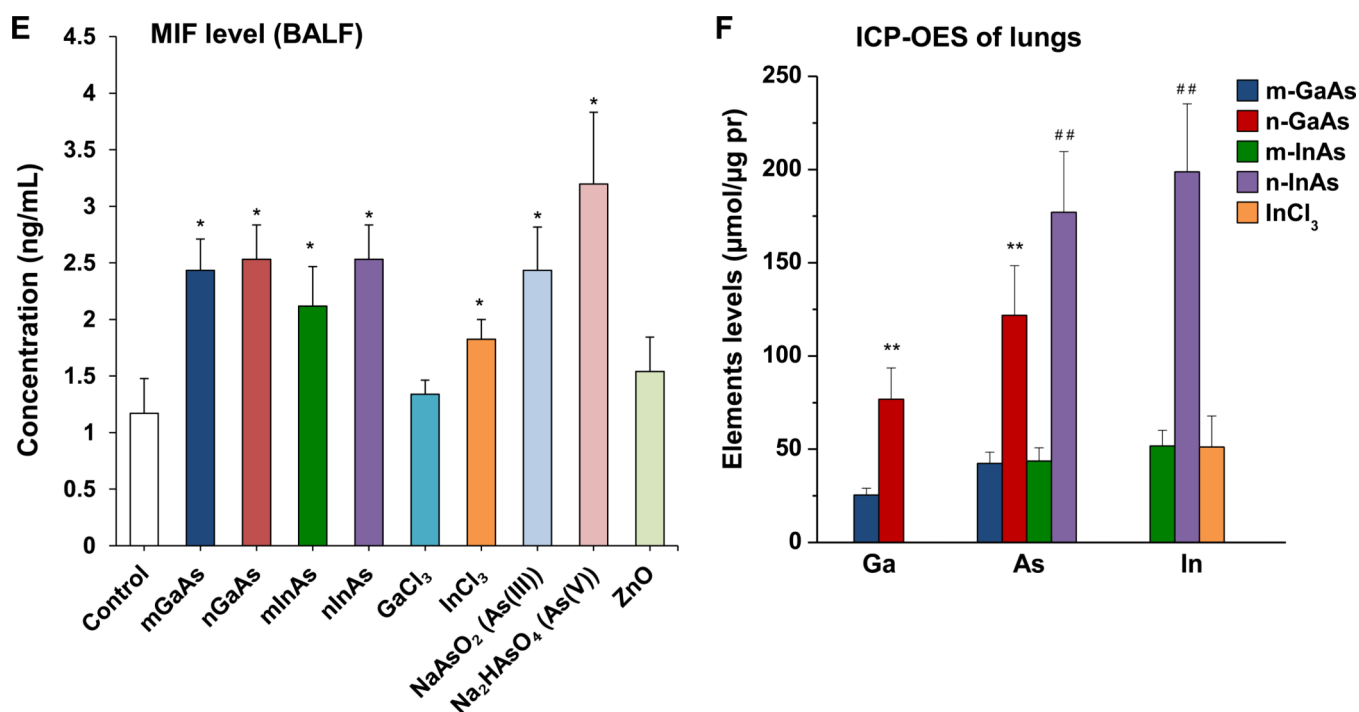 E
MIF level (BALF)
Concentration (ng/mL)
4.5
4
3.5
3
2.5
2
1.5
1
0.5
0
*
*
*
*
*
*
*
Control
mGaAs
nGaAs
mInAs
nInAs
GaCl₃
InCl₃
NaAsO₂ (As(III))
Na₂HAsO₄ (As(V))
ZnO
F
ICP-OES of lungs
Elements levels (µmol/µg pr)
250
200
150
100
50
0
**
**
##
##
Ga
As
In
m-GaAs
n-GaAs
m-InAs
n-InAs
InCl₃